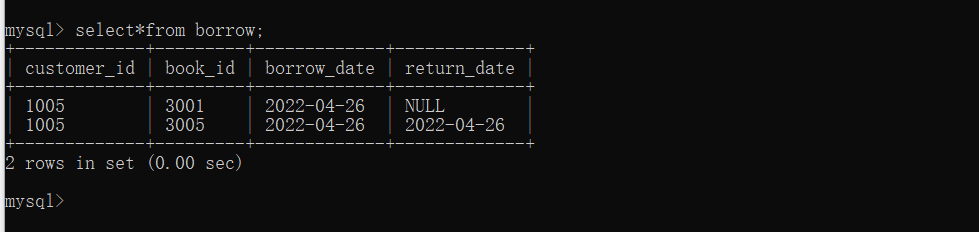 mysql> select*from borrow;
+-------------+---------+-------------+-------------+
| customer_id | book_id | borrow_date | return_date |
+-------------+---------+-------------+-------------+
| 1005        | 3001    | 2022-04-26  | NULL        |
| 1005        | 3005    | 2022-04-26  | 2022-04-26  |
+-------------+---------+-------------+-------------+
2 rows in set (0.00 sec)
mysql>